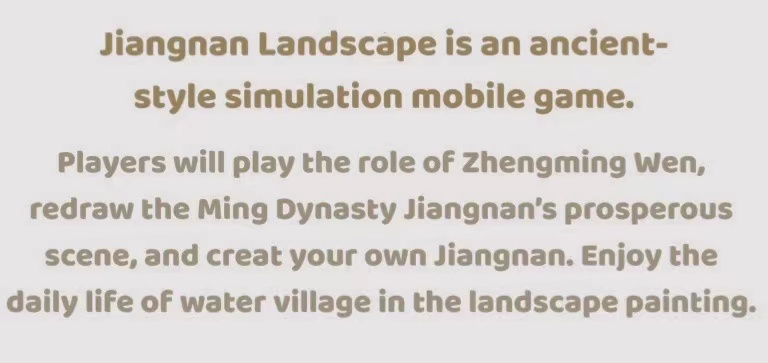 Jiangnan Landscape is an ancient-
style simulation mobile game.
Players will play the role of Zhengming Wen,
redraw the Ming Dynasty Jiangnan's prosperous
scene, and creat your own Jiangnan. Enjoy the
daily life of water village in the landscape painting.